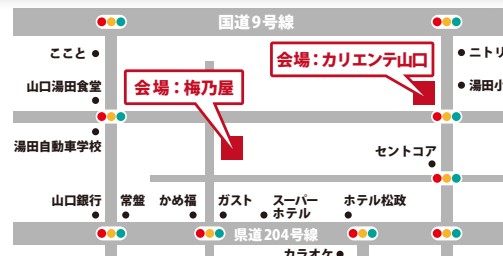 国道9号線
ここと
ニトリ
会場：カリエンテ山口
山口湯田食堂
会場：梅乃屋
湯田小
湯田自動車学校
セントコア
山口銀行
常盤
かめ福
ガスト
スーパー
ホテル
ホテル松政
県道204号線
カラオケ